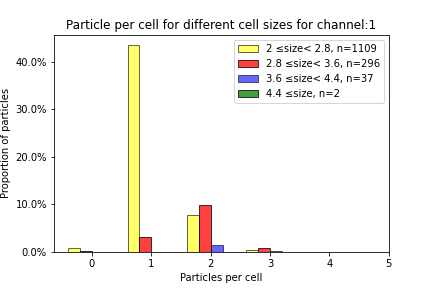 Particle per cell for different cell sizes for channel:1
2 ≤size< 2.8, n=1109
2.8 ≤size< 3.6, n=296
3.6 ≤size< 4.4, n=37
4.4 ≤size, n=2
Proportion of particles
40.0%
30.0%
20.0%
10.0%
0.0%
0 1 2 3 4 5
Particles per cell